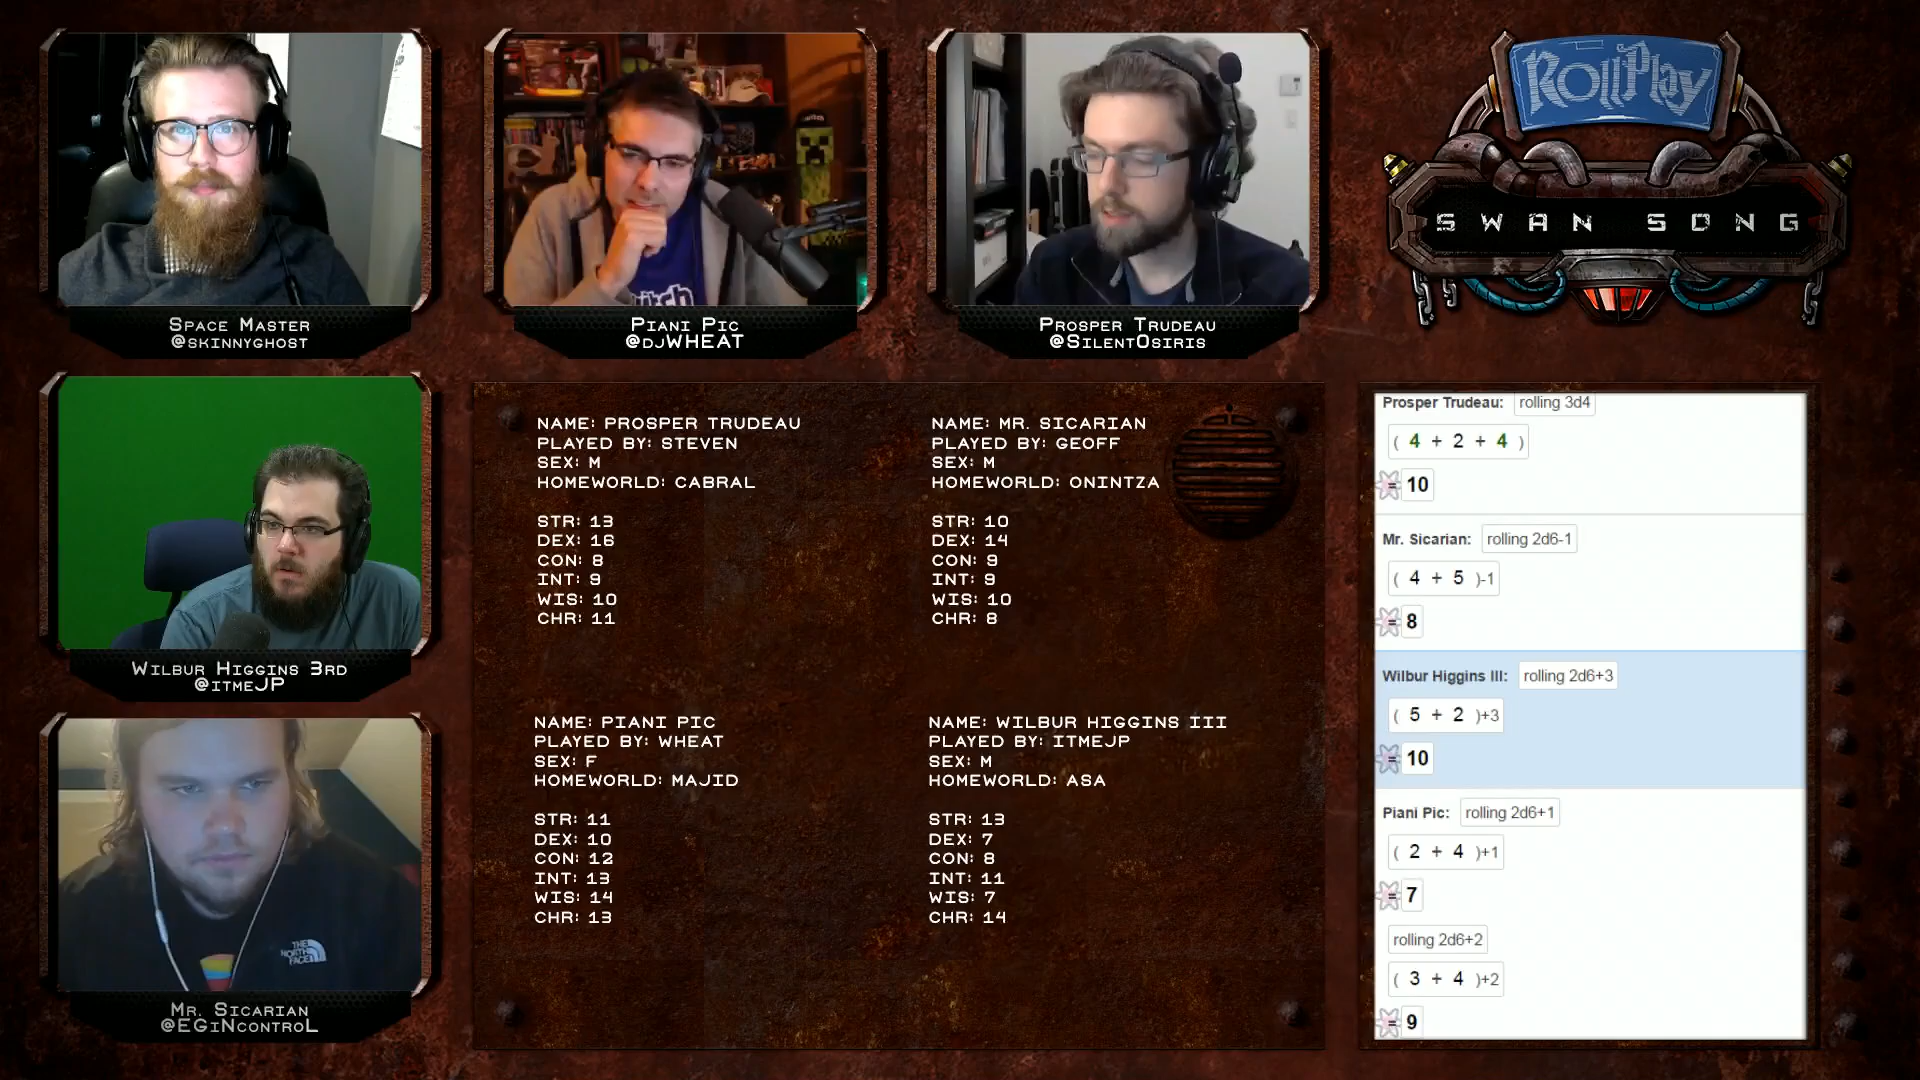 RollPlay
SWAN SONG
Space Master
@skinnyghost
Piani Pic
@djWHEAT
Prosper Trudeau
@SilentOsiris
twitch
Wilbur Higgins 3rd
@itmeJP
THE
NORTH
FACE
Mr. Sicarian
@EGiNcontroL
NAME: PROSPER TRUDEAU
PLAYED BY: STEVEN
SEX: M
HOMEWORLD: CABRAL
STR: 13
DEX: 16
CON: 8
INT: 9
WIS: 10
CHR: 11
NAME: MR. SICARIAN
PLAYED BY: GEOFF
SEX: M
HOMEWORLD: ONINTZA
STR: 10
DEX: 14
CON: 9
INT: 9
WIS: 10
CHR: 8
NAME: PIANI PIC
PLAYED BY: WHEAT
SEX: F
HOMEWORLD: MAJID
STR: 11
DEX: 10
CON: 12
INT: 13
WIS: 14
CHR: 13
NAME: WILBUR HIGGINS III
PLAYED BY: ITMEJP
SEX: M
HOMEWORLD: ASA
STR: 13
DEX: 7
CON: 8
INT: 11
WIS: 7
CHR: 14
Prosper Trudeau: rolling 3d4
( 4 + 2 + 4 )
= 10
Mr. Sicarian: rolling 2d6-1
( 4 + 5 )-1
= 8
Wilbur Higgins III: rolling 2d6+3
( 5 + 2 )+3
= 10
Piani Pic: rolling 2d6+1
( 2 + 4 )+1
= 7
rolling 2d6+2
( 3 + 4 )+2
= 9